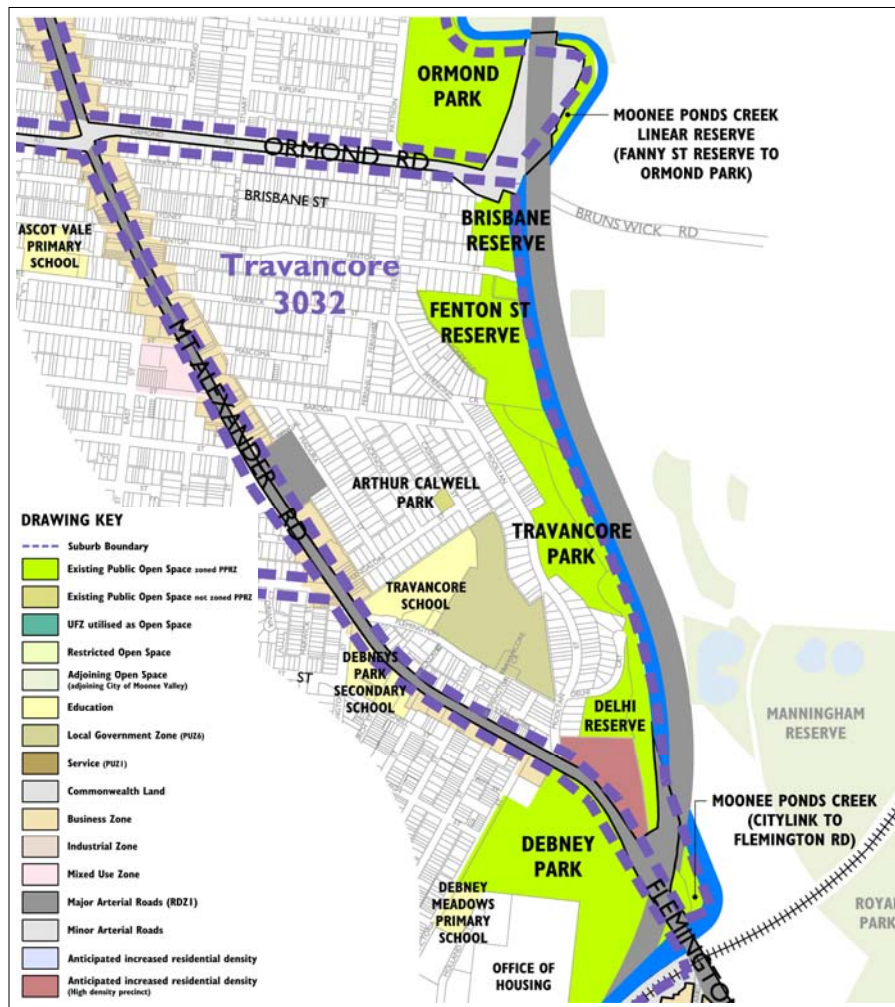 ORMOND
PARK
MOONEE PONDS CREEK
LINEAR RESERVE
(FANNY ST RESERVE TO
ORMOND PARK)
ORMOND RD
BRISBANE ST
BRISBANE
RESERVE
BRUNSWICK RD
ASCOT VALE
PRIMARY
SCHOOL
Travancore
3032
FENTON ST
RESERVE
MT ALEXANDER RD
ARTHUR CALWELL
PARK
TRAVANCORE
PARK
TRAVANCORE
SCHOOL
DEBNEYS
PARK
SECONDARY
SCHOOL
ST
DELHI
RESERVE
MANNINGHAM
RESERVE
MOONEE PONDS CREEK
(CITYLINK TO
FLEMINGTON RD)
DEBNEY
PARK
DEBNEY
MEADOWS
PRIMARY
SCHOOL
FLEMINGTO
ROYA
PARK
OFFICE OF
HOUSING
DRAWING KEY
Suburb Boundary
Existing Public Open Space zoned PPRZ
Existing Public Open Space not zoned PPRZ
UFZ utilised as Open Space
Restricted Open Space
Adjoining Open Space
(adjoining City of Moonee Valley)
Education
Local Government Zone (PUZ6)
Service (PUZ1)
Commonwealth Land
Business Zone
Industrial Zone
Mixed Use Zone
Major Arterial Roads (RDZ1)
Minor Arterial Roads
Anticipated increased residential density
Anticipated increased residential density
(High density precinct)